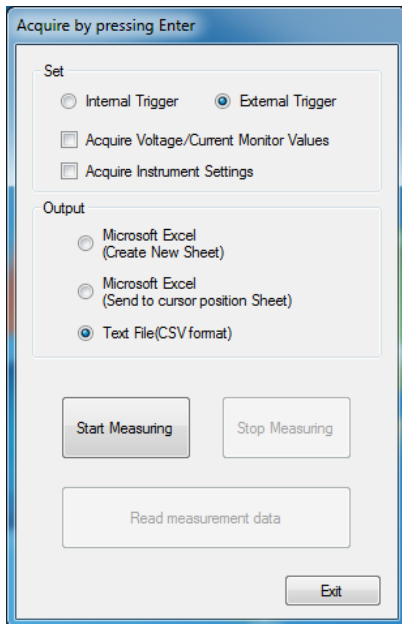 Acquire by pressing Enter
Set
Internal Trigger
External Trigger
Acquire Voltage/Current Monitor Values
Acquire Instrument Settings
Output
Microsoft Excel
(Create New Sheet)
Microsoft Excel
(Send to cursor position Sheet)
Text File(CSV format)
Start Measuring
Stop Measuring
Read measurement data
Exit